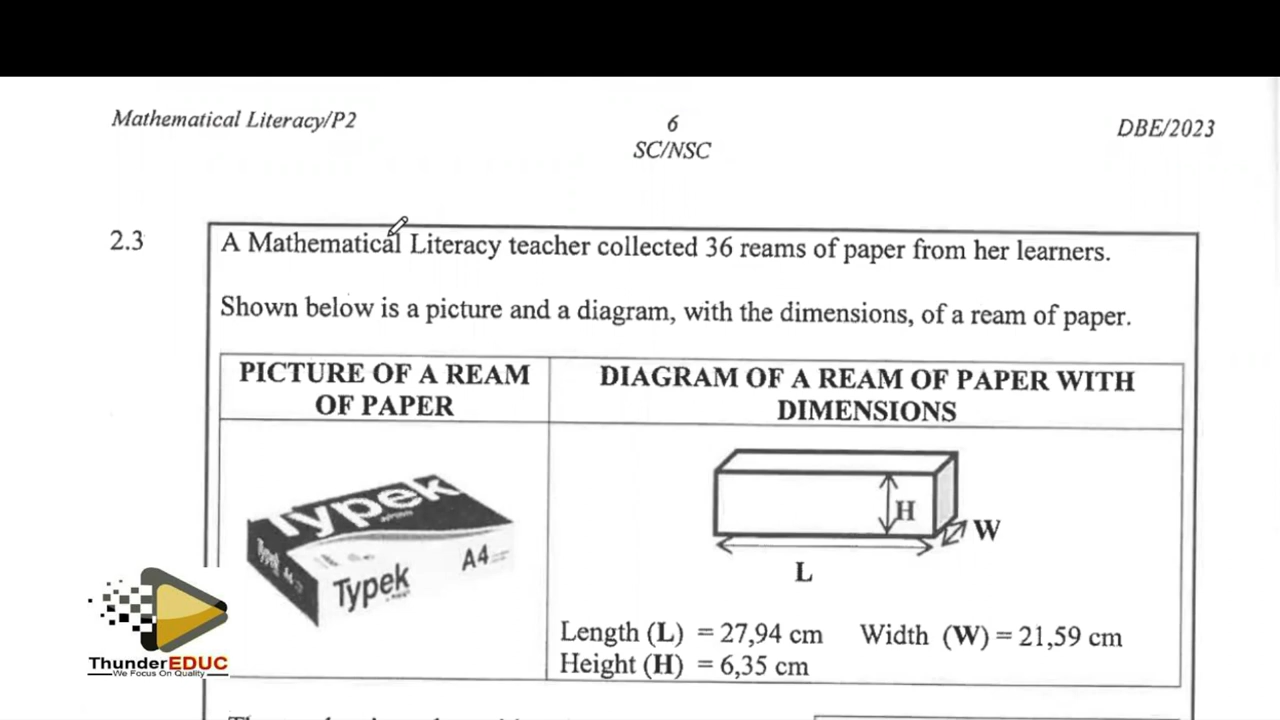 Mathematical Literacy/P2
6
SC/NSC
DBE/2023
2.3
A Mathematical Literacy teacher collected 36 reams of paper from her learners.
Shown below is a picture and a diagram, with the dimensions, of a ream of paper.
PICTURE OF A REAM
OF PAPER
DIAGRAM OF A REAM OF PAPER WITH
DIMENSIONS
Typek
Typek
A4
Typek
H
W
L
Length (L) = 27,94 cm Width (W) = 21,59 cm
Height (H) = 6,35 cm
ThunderEDUC
We Focus On Quality